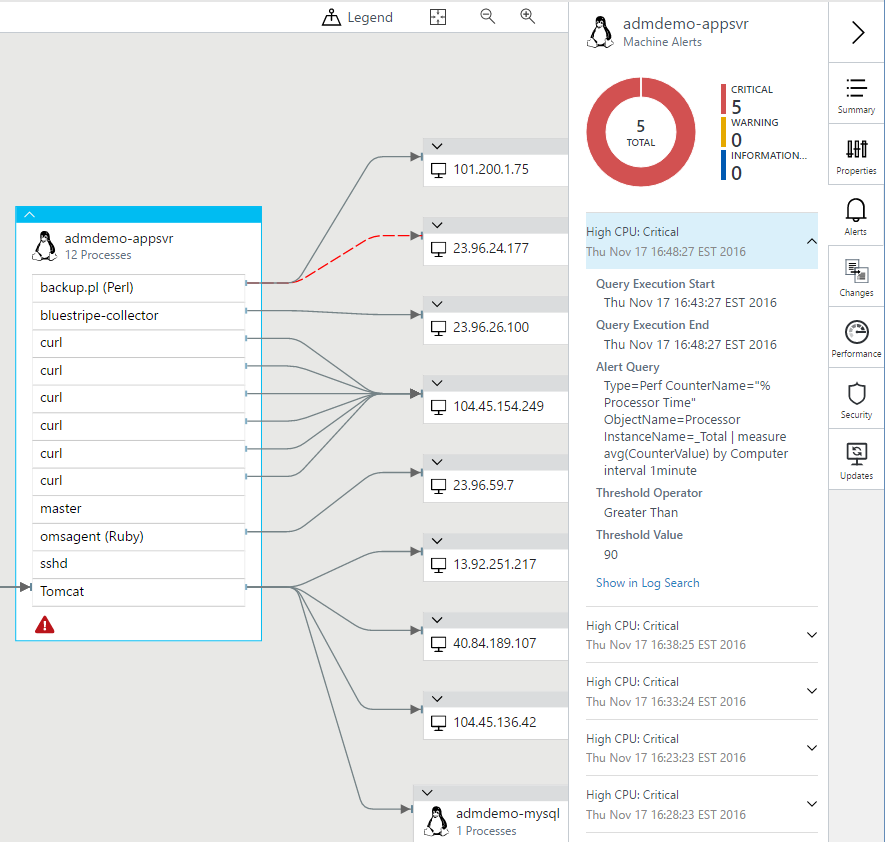 Legend
admdemo-appsvr
12 Processes
backup.pl (Perl)
bluestripe-collector
curl
curl
curl
curl
curl
curl
master
omsagent (Ruby)
sshd
Tomcat
101.200.1.75
23.96.24.177
23.96.26.100
104.45.154.249
23.96.59.7
13.92.251.217
40.84.189.107
104.45.136.42
admdemo-mysql
1 Processes
admdemo-appsvr
Machine Alerts
5
TOTAL
CRITICAL
5
WARNING
0
INFORMATION...
0
High CPU: Critical
Thu Nov 17 16:48:27 EST 2016
Query Execution Start
Thu Nov 17 16:43:27 EST 2016
Query Execution End
Thu Nov 17 16:48:27 EST 2016
Alert Query
Type=Perf CounterName="%
Processor Time"
ObjectName=Processor
InstanceName=_Total | measure
avg(CounterValue) by Computer
interval 1minute
Threshold Operator
Greater Than
Threshold Value
90
Show in Log Search
High CPU: Critical
Thu Nov 17 16:38:25 EST 2016
High CPU: Critical
Thu Nov 17 16:33:24 EST 2016
High CPU: Critical
Thu Nov 17 16:23:23 EST 2016
High CPU: Critical
Thu Nov 17 16:28:23 EST 2016
Summary
Properties
Alerts
Changes
Performance
Security
Updates